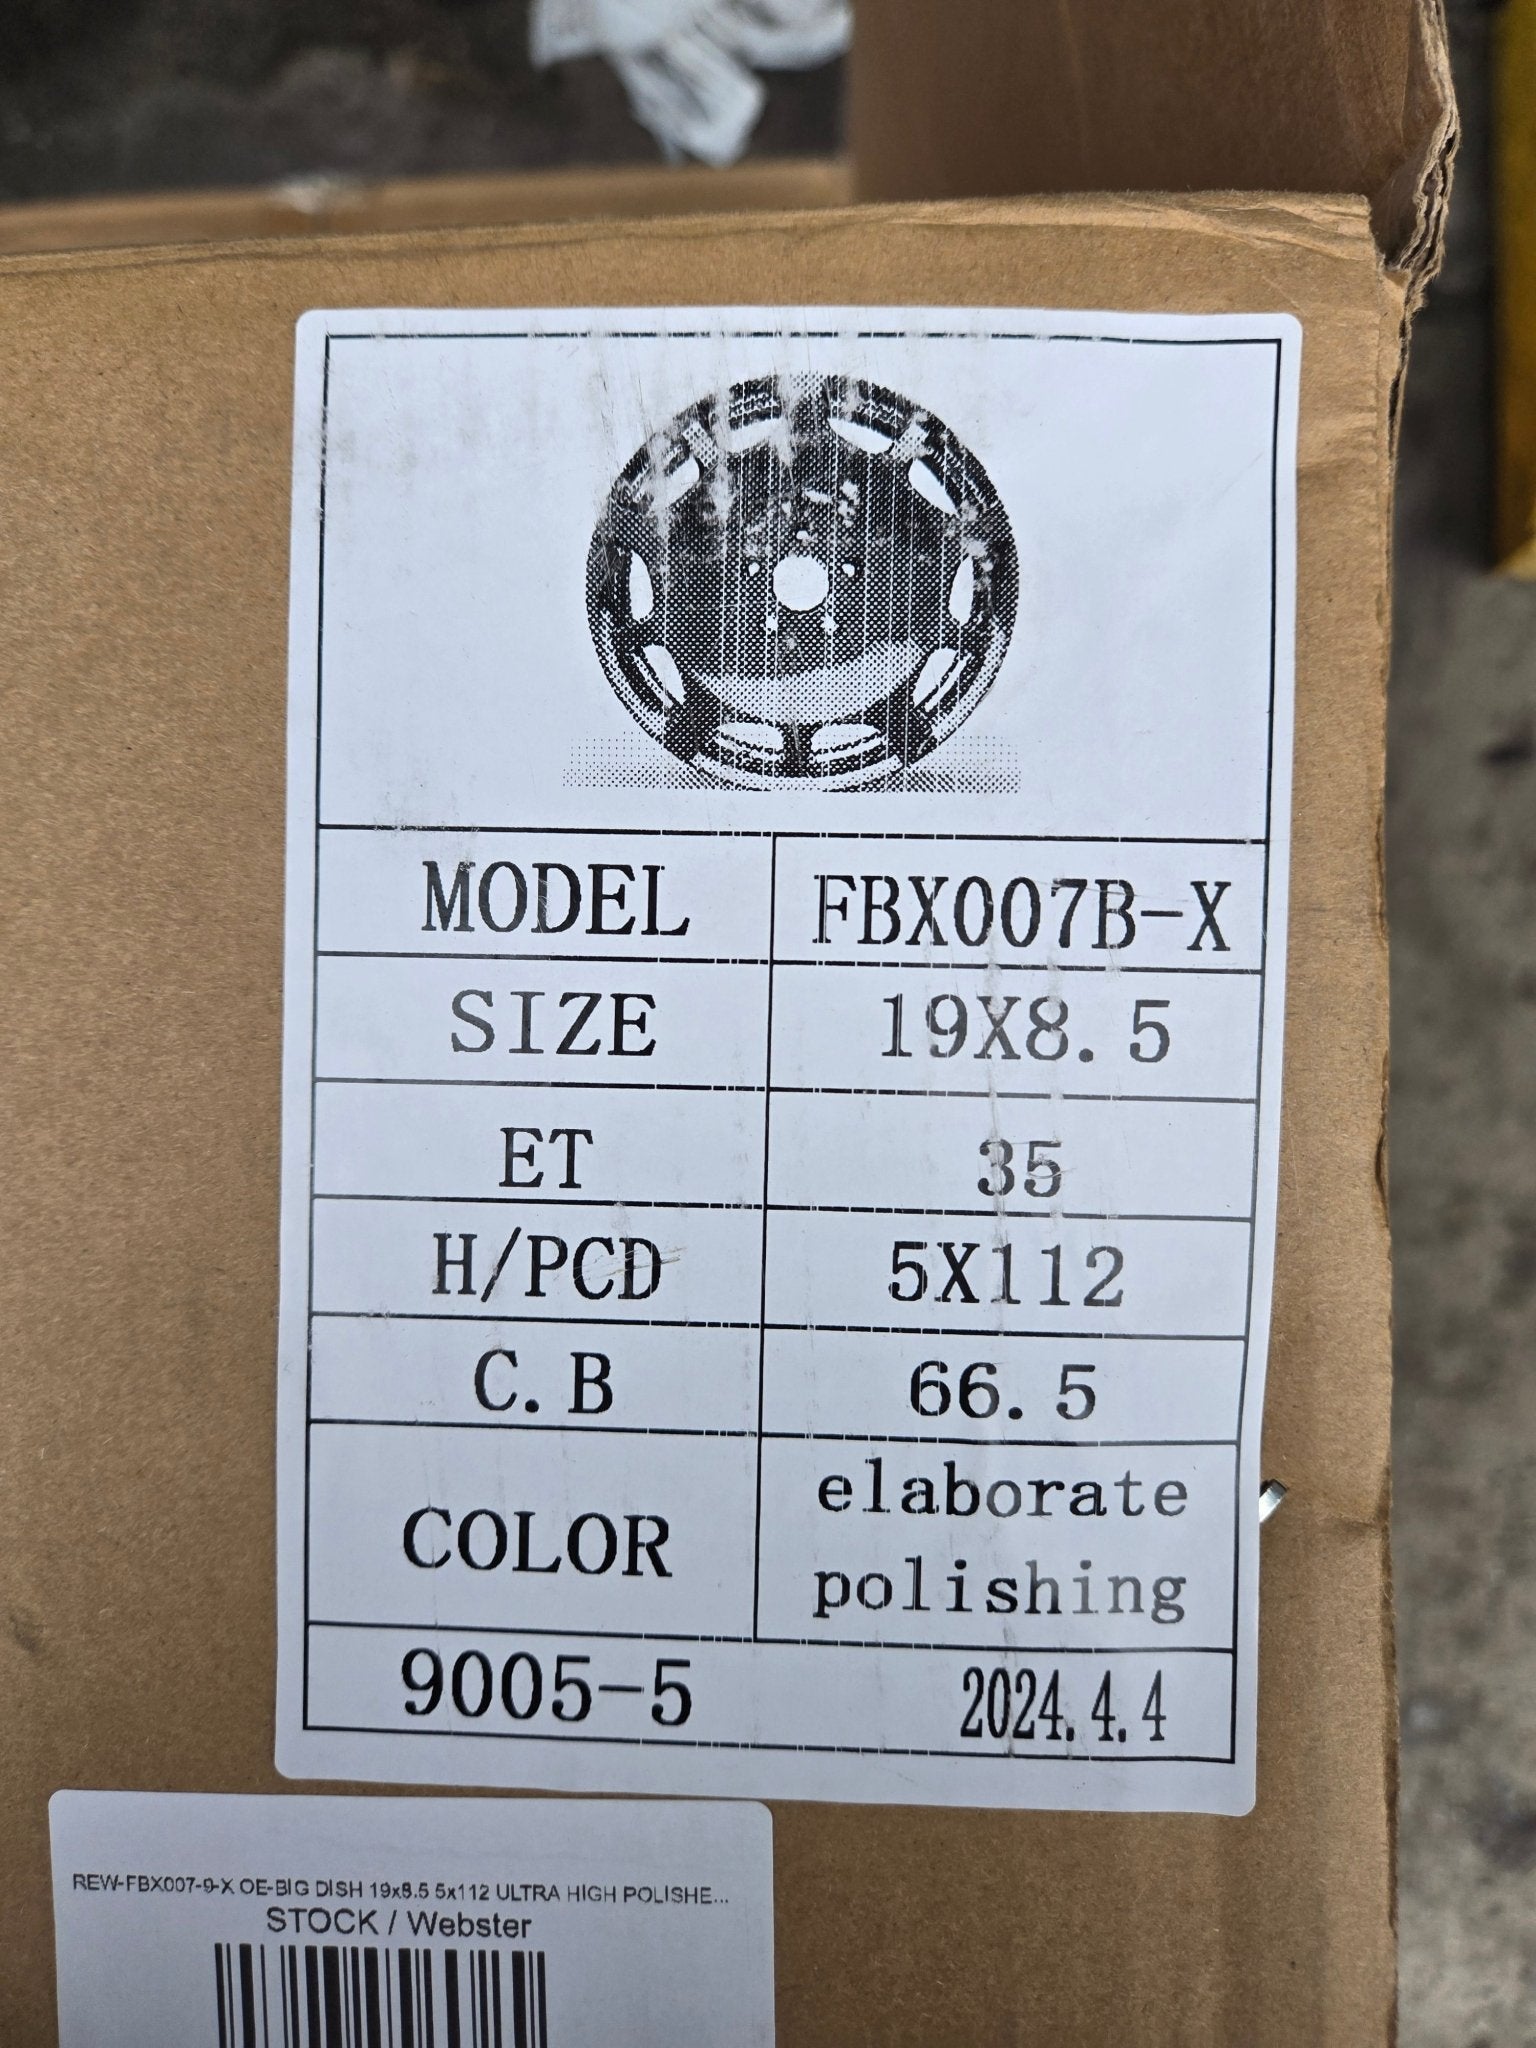 MODEL FBX007B-X
SIZE 19X8.5
ET 35
H/PCD 5X112
C.B 66.5
COLOR elaborate
polishing
9005-5 2024.4.4
REW-FBX007-9-X OE-BIG DISH 19x8.5 5x112 ULTRA HIGH POLISHE...
STOCK / Webster